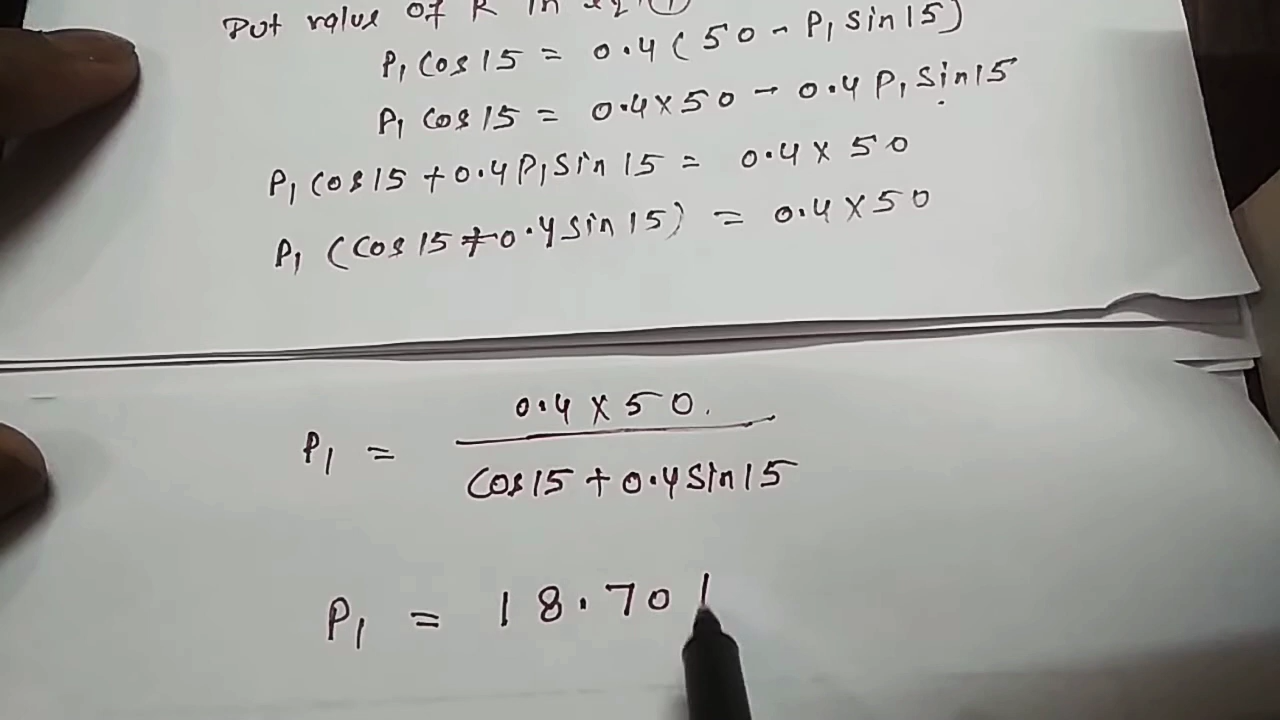 Put value of R in eqn ①
P₁ cos 15 = 0.4 ( 50 - P₁ sin 15 )
P₁ cos 15 = 0.4 × 50 - 0.4 P₁ sin 15
P₁ cos 15 + 0.4 P₁ sin 15 = 0.4 × 50
P₁ ( cos 15 + 0.4 sin 15 ) = 0.4 × 50
0.4 × 50.
P₁ =
cos 15 + 0.4 sin 15
P₁ = 18.701